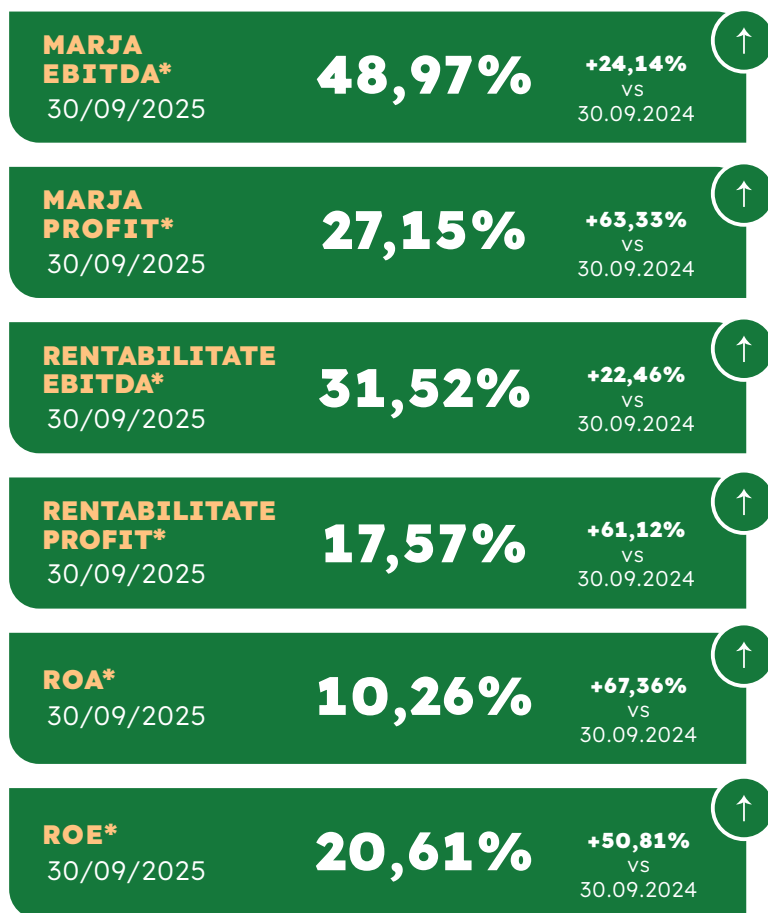 MARJA
EBITDA*
30/09/2025
48,97%
+24,14%
vs
30.09.2024
↑
MARJA
PROFIT*
30/09/2025
27,15%
+63,33%
vs
30.09.2024
↑
RENTABILITATE
EBITDA*
30/09/2025
31,52%
+22,46%
vs
30.09.2024
↑
RENTABILITATE
PROFIT*
30/09/2025
17,57%
+61,12%
vs
30.09.2024
↑
ROA*
30/09/2025
10,26%
+67,36%
vs
30.09.2024
↑
ROE*
30/09/2025
20,61%
+50,81%
vs
30.09.2024
↑